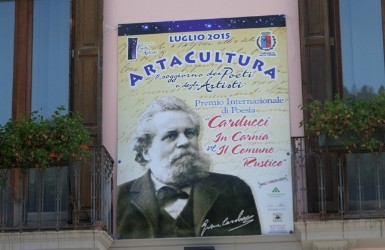 LUGLIO 2015
ARTACULTURA
Il soggiorno dei Poeti
e degli Artisti
Premio Internazionale
di Poesia
"Carducci
In Carnia
Il Comune
Rustico"